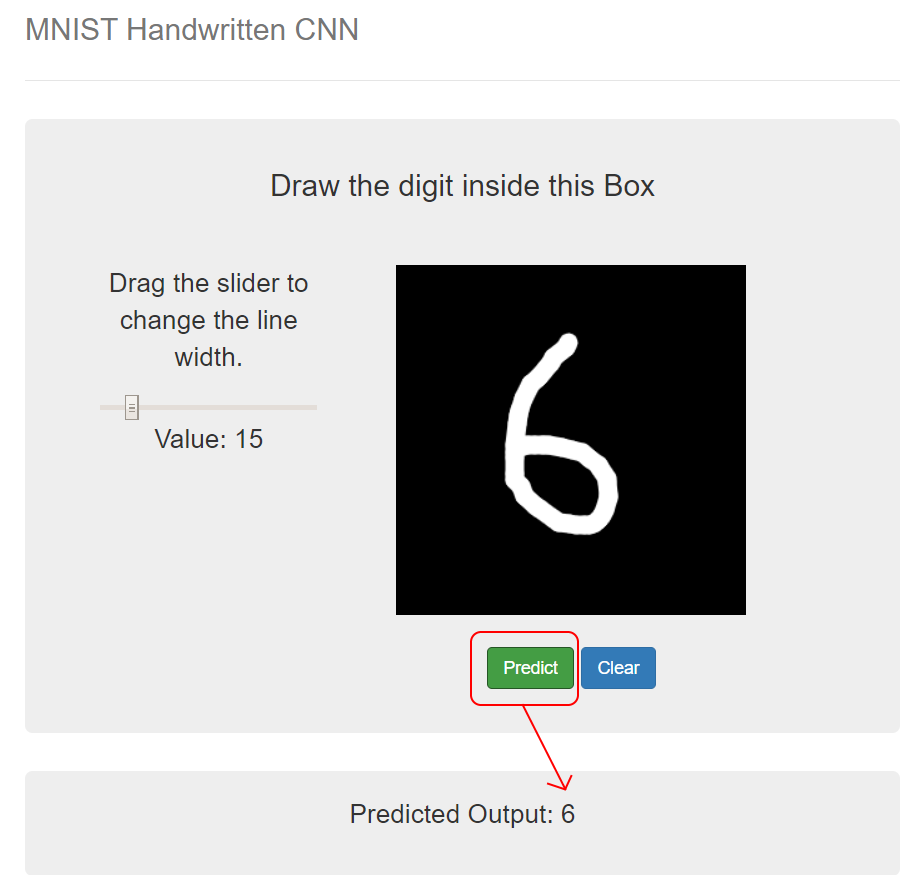 MNIST Handwritten CNN
Draw the digit inside this Box
Drag the slider to
change the line
width.
Value: 15
6
Predict Clear
Predicted Output: 6